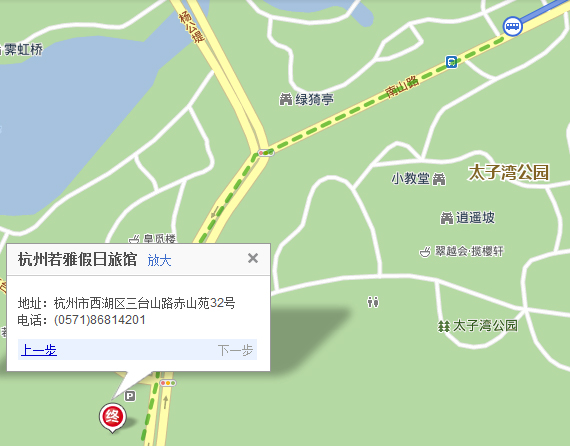 杨公堤
霁虹桥
南山路
绿猗亭
小教堂
太子湾公园
逍遥坡
皇觅楼
翠越会·揽樱轩
杭州若雅假日旅馆 放大
地址：杭州市西湖区三台山路赤山苑32号
电话：(0571)86814201
上一步 下一步
太子湾公园
P
终